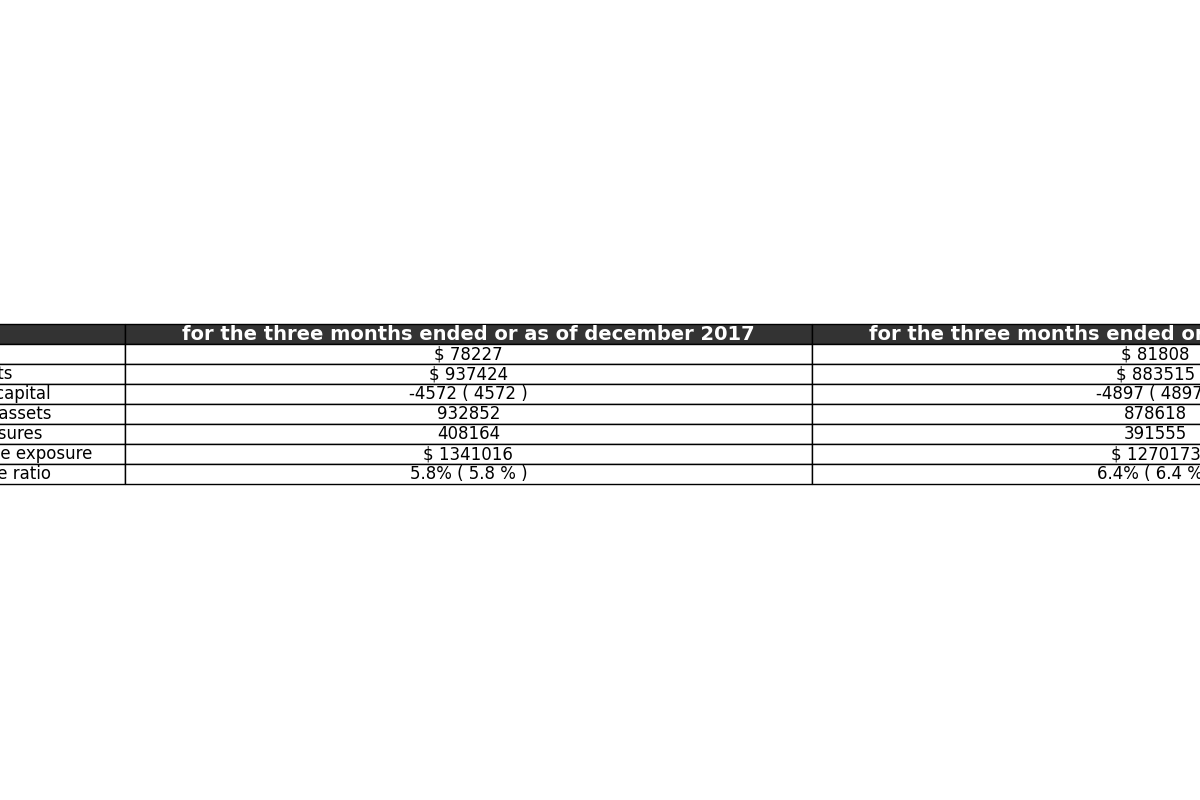 for the three months ended or as of december 2017 for the three months ended or
$ 78227 $ 81808
$ 937424 $ 883515
capital -4572 ( 4572 ) -4897 ( 4897
assets 932852 878618
408164 391555
exposure $ 1341016 $ 1270173
ratio 5.8% ( 5.8 % ) 6.4% ( 6.4 %